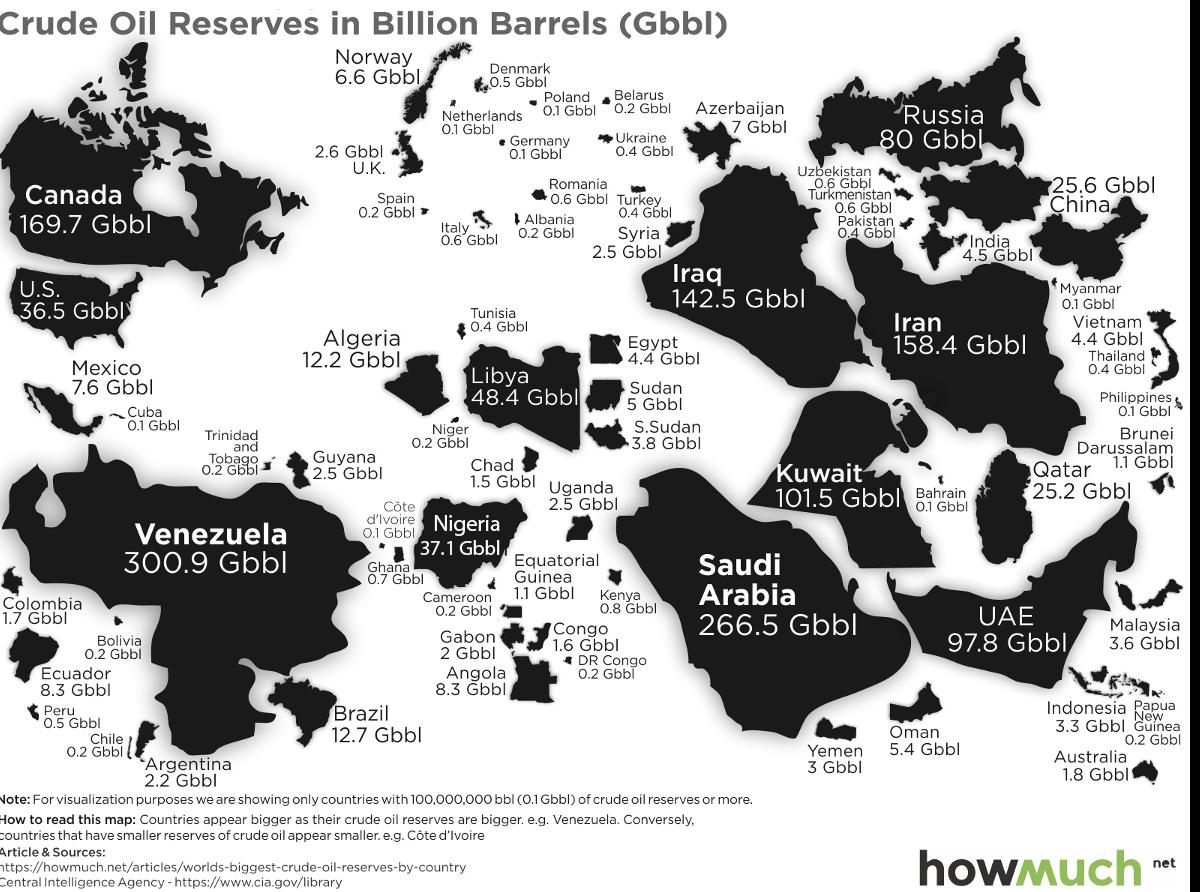 Crude Oil Reserves in Billion Barrels (Gbbl)
Norway
6.6 Gbbl
Denmark
0.5 Gbbl
Netherlands
0.1 Gbbl
Poland
0.1 Gbbl
Belarus
0.2 Gbbl
Germany
0.1 Gbbl
Ukraine
0.4 Gbbl
Azerbaijan
7 Gbbl
Russia
80 Gbbl
2.6 Gbbl
U.K.
Spain
0.2 Gbbl
Italy
0.6 Gbbl
Romania
0.6 Gbbl
Albania
0.2 Gbbl
Turkey
0.4 Gbbl
Syria
2.5 Gbbl
Uzbekistan
0.6 Gbbl
Turkmenistan
0.6 Gbbl
Pakistan
0.4 Gbbl
25.6 Gbbl
China
India
4.5 Gbbl
Canada
169.7 Gbbl
U.S.
36.5 Gbbl
Mexico
7.6 Gbbl
Cuba
0.1 Gbbl
Iraq
142.5 Gbbl
Iran
158.4 Gbbl
Myanmar
0.1 Gbbl
Vietnam
4.4 Gbbl
Thailand
0.4 Gbbl
Philippines
0.1 Gbbl
Brunei
Darussalam
1.1 Gbbl
Tunisia
0.4 Gbbl
Algeria
12.2 Gbbl
Libya
48.4 Gbbl
Egypt
4.4 Gbbl
Sudan
5 Gbbl
S.Sudan
3.8 Gbbl
Niger
0.2 Gbbl
Chad
1.5 Gbbl
Trinidad
and
Tobago
0.2 Gbbl
Guyana
2.5 Gbbl
Kuwait
101.5 Gbbl
Bahrain
0.1 Gbbl
Qatar
25.2 Gbbl
Venezuela
300.9 Gbbl
Côte
d'Ivoire
0.1 Gbbl
Nigeria
37.1 Gbbl
Uganda
2.5 Gbbl
Ghana
0.7 Gbbl
Equatorial
Guinea
1.1 Gbbl
Cameroon
0.2 Gbbl
Kenya
0.8 Gbbl
Gabon
2 Gbbl
Congo
1.6 Gbbl
DR Congo
0.2 Gbbl
Angola
8.3 Gbbl
Saudi
Arabia
266.5 Gbbl
UAE
97.8 Gbbl
Malaysia
3.6 Gbbl
Colombia
1.7 Gbbl
Bolivia
0.2 Gbbl
Ecuador
8.3 Gbbl
Peru
0.5 Gbbl
Chile
0.2 Gbbl
Argentina
2.2 Gbbl
Brazil
12.7 Gbbl
Yemen
3 Gbbl
Oman
5.4 Gbbl
Indonesia
3.3 Gbbl
Papua
New
Guinea
0.2 Gbbl
Australia
1.8 Gbbl
Note: For visualization purposes we are showing only countries with 100,000,000 bbl (0.1 Gbbl) of crude oil reserves or more.
How to read this map: Countries appear bigger as their crude oil reserves are bigger. e.g. Venezuela. Conversely,
countries that have smaller reserves of crude oil appear smaller. e.g. Côte d'Ivoire
Article & Sources:
https://howmuch.net/articles/worlds-biggest-crude-oil-reserves-by-country
Central Intelligence Agency - https://www.cia.gov/library
howmuch net